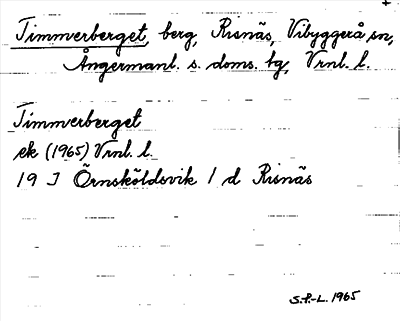 Timmerberget, berg, Risnäs, Vibyggerå sn,
Ångermanl. s. doms. tg, Vrnl. l.
Timmerberget
ek (1965) Vrnl. l.
19 J Örnsköldsvik 1 d Risnäs
S.P.-L. 1965